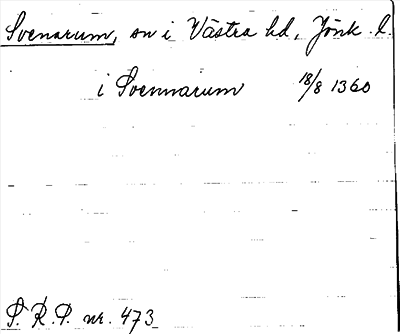 Svenarum, sn i Västra hd, Jönk. l.
i Svennarum 18/8 1360
S.R.P. nr. 473